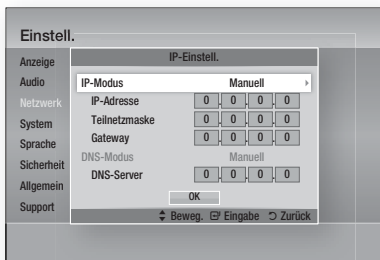 Einstell.
Anzeige
Audio
Netzwerk
System
Sprache
Sicherheit
Allgemein
Support
IP-Einstell.
IP-Modus Manuell
IP-Adresse 0 . 0 . 0 . 0
Teilnetzmaske 0 . 0 . 0 . 0
Gateway 0 . 0 . 0 . 0
DNS-Modus Manuell
DNS-Server 0 . 0 . 0 . 0
OK
Beweg. Eingabe Zurück